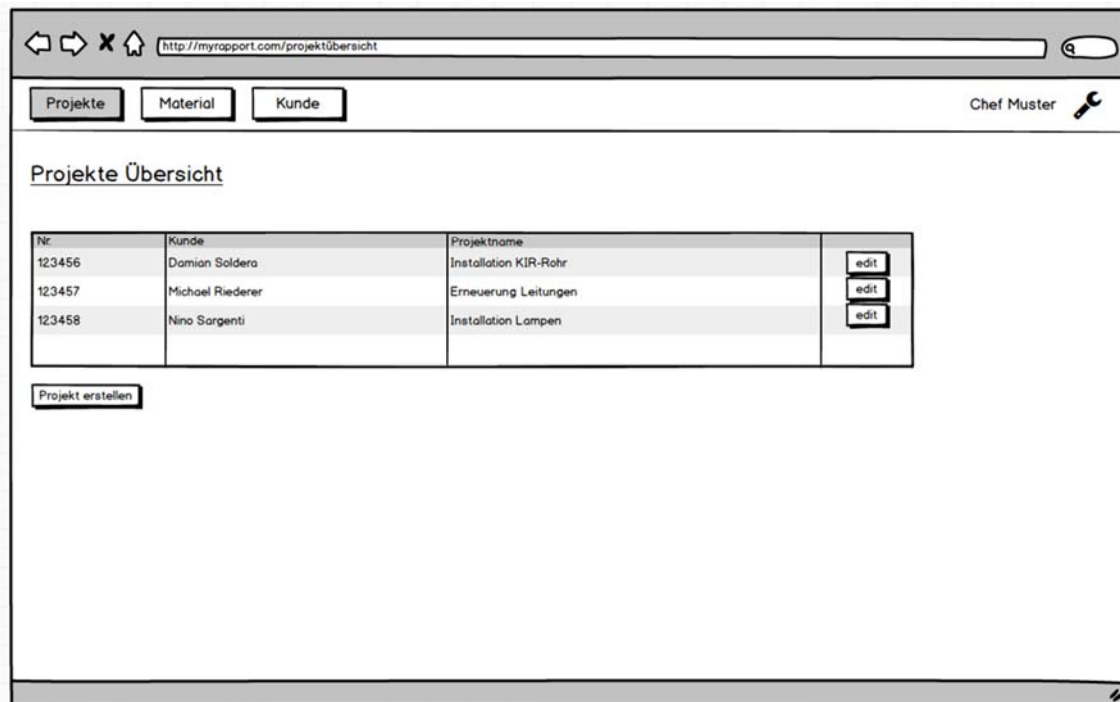 http://myrapport.com/projektübersicht
Projekte Material Kunde Chef Muster
Projekte Übersicht
Nr. Kunde Projektname
123456 Damian Soldera Installation KIR-Rohr edit
123457 Michael Riederer Erneuerung Leitungen edit
123458 Nino Sargenti Installation Lampen edit
Projekt erstellen